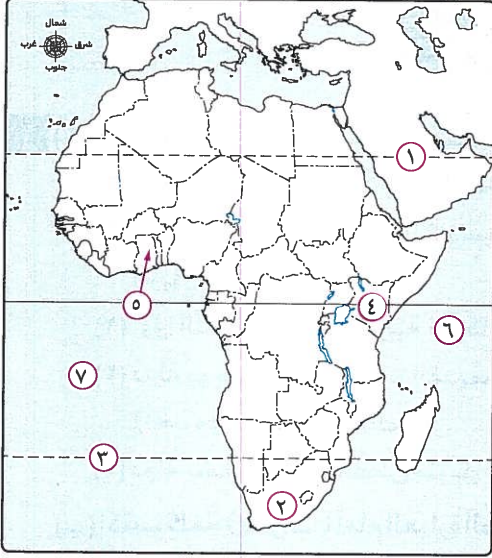 شمال
شرق
غرب
جنوب
١
٥
٤
٦
٧
٣
٢